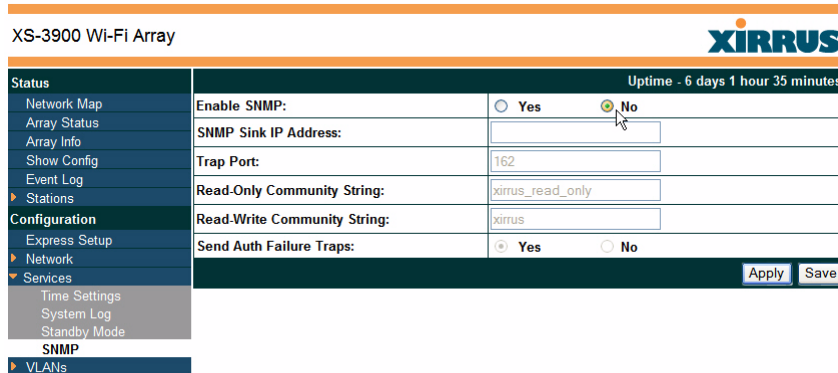 XS-3900 Wi-Fi Array
XIRRUS
Status
Uptime - 6 days 1 hour 35 minutes
Network Map
Array Status
Array Info
Show Config
Event Log
Stations
Configuration
Express Setup
Network
Services
Time Settings
System Log
Standby Mode
SNMP
VLANs
Enable SNMP: Yes No
SNMP Sink IP Address:
Trap Port: 162
Read-Only Community String: xirrus_read_only
Read-Write Community String: xirrus
Send Auth Failure Traps: Yes No
Apply Save